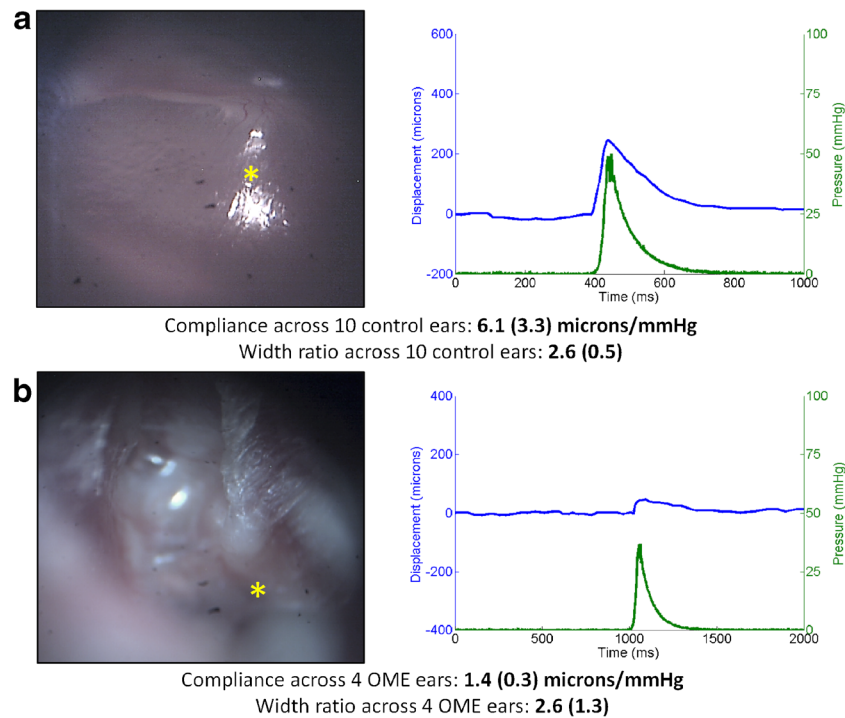 a
*
600
400
200
0
-200
Displacement (microns)
100
75
50
25
0
Pressure (mmHg)
0 200 400 600 800 1000
Time (ms)
Compliance across 10 control ears: 6.1 (3.3) microns/mmHg
Width ratio across 10 control ears: 2.6 (0.5)
b
*
400
200
0
-200
-400
Displacement (microns)
100
75
50
25
0
Pressure (mmHg)
0 500 1000 1500 2000
Time (ms)
Compliance across 4 OME ears: 1.4 (0.3) microns/mmHg
Width ratio across 4 OME ears: 2.6 (1.3)